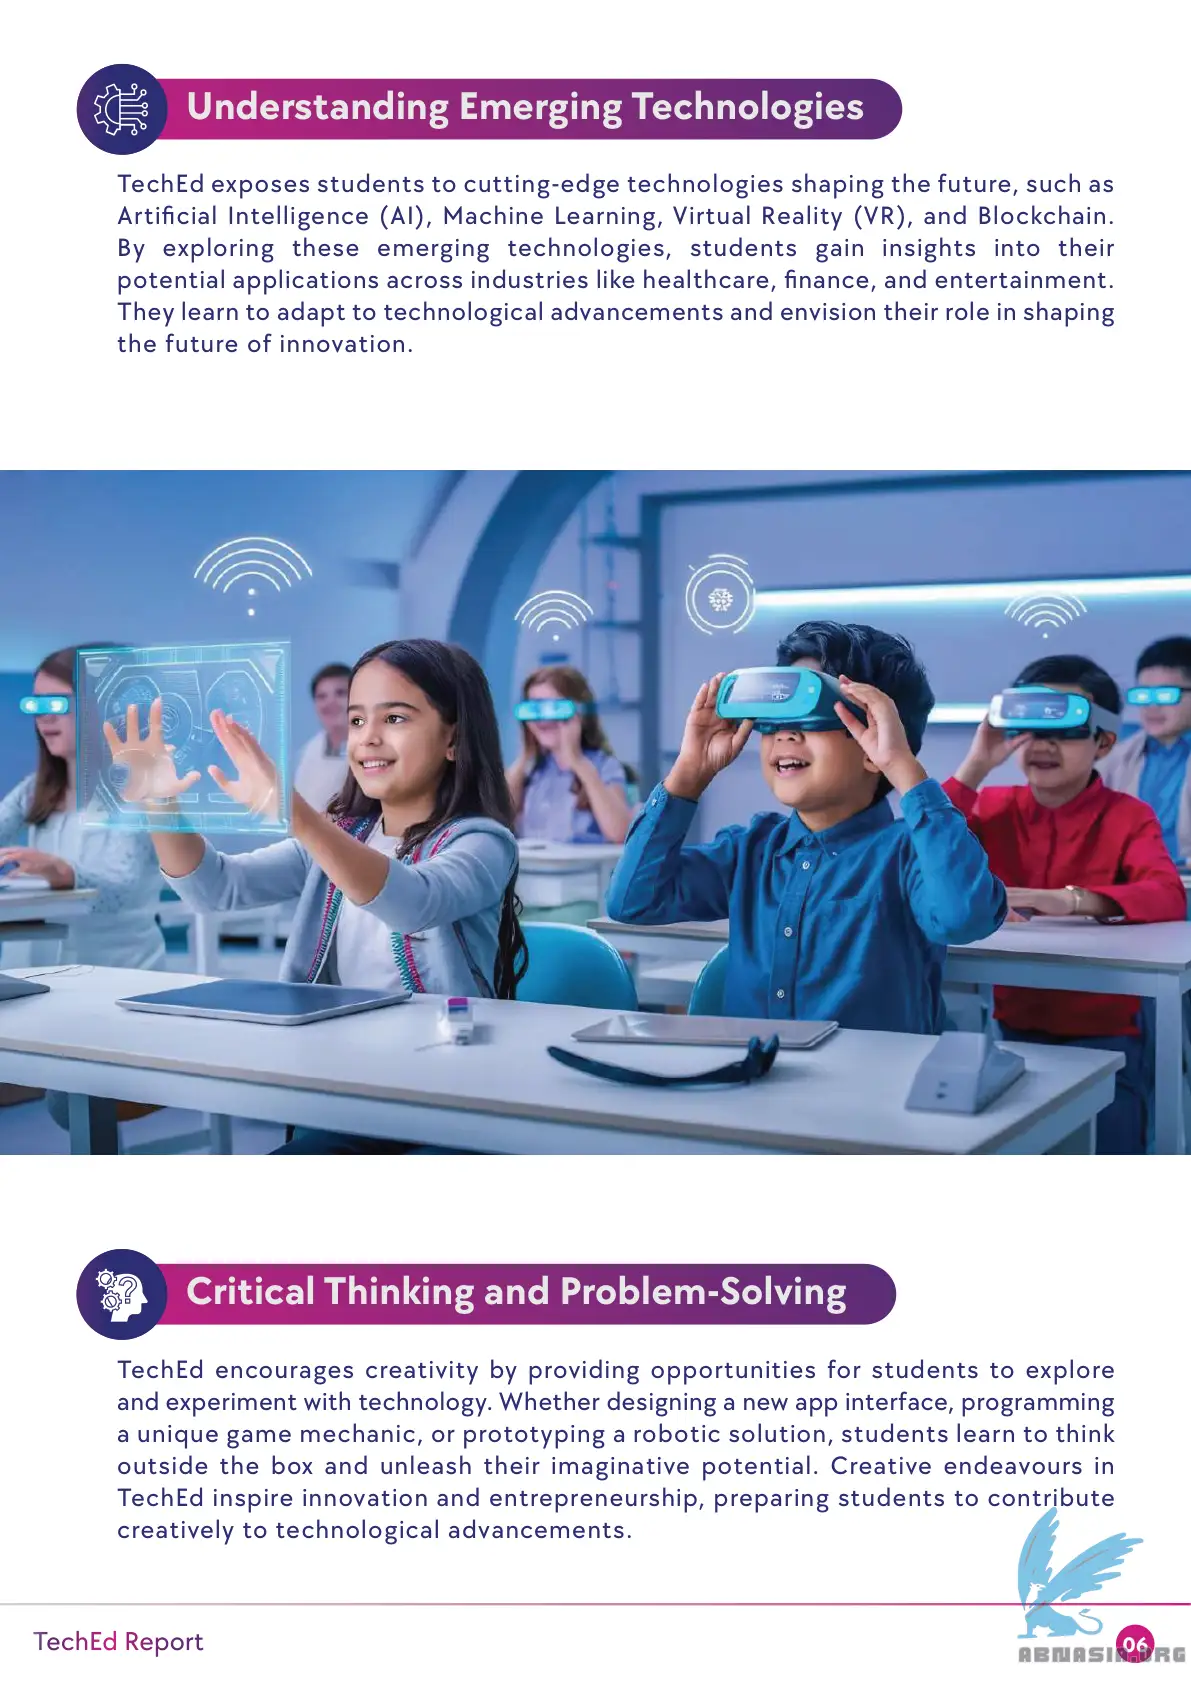 Understanding Emerging Technologies
TechEd exposes students to cutting-edge technologies shaping the future, such as
Artificial Intelligence (AI), Machine Learning, Virtual Reality (VR), and Blockchain.
By exploring these emerging technologies, students gain insights into their
potential applications across industries like healthcare, finance, and entertainment.
They learn to adapt to technological advancements and envision their role in shaping
the future of innovation.
Critical Thinking and Problem-Solving
TechEd encourages creativity by providing opportunities for students to explore
and experiment with technology. Whether designing a new app interface, programming
a unique game mechanic, or prototyping a robotic solution, students learn to think
outside the box and unleash their imaginative potential. Creative endeavours in
TechEd inspire innovation and entrepreneurship, preparing students to contribute
creatively to technological advancements.
TechEd Report
06
ABNASIA.ORG